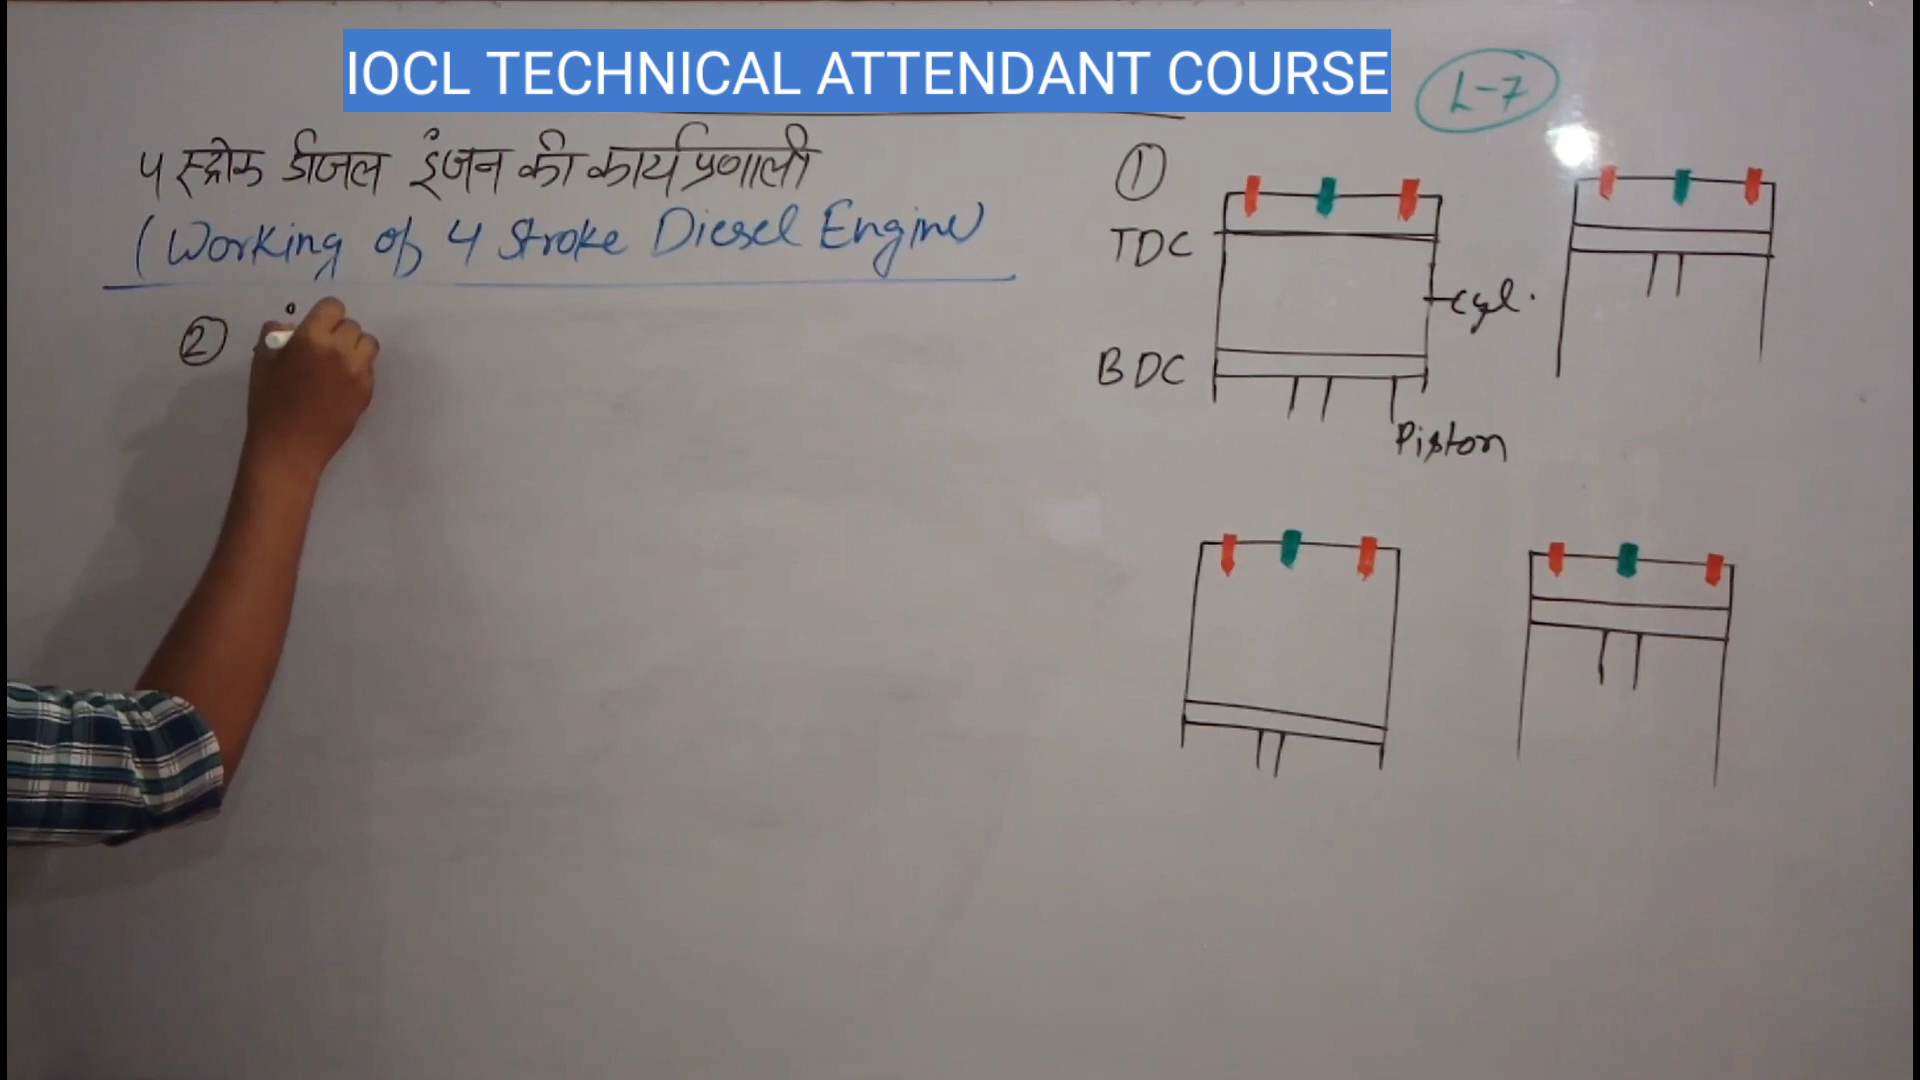 IOCL TECHNICAL ATTENDANT COURSE
L-7
4 स्ट्रोक डीजल इंजन की कार्य प्रणाली
(Working of 4 Stroke Diesel Engine)
①
TDC
cyl.
BDC
Piston
②